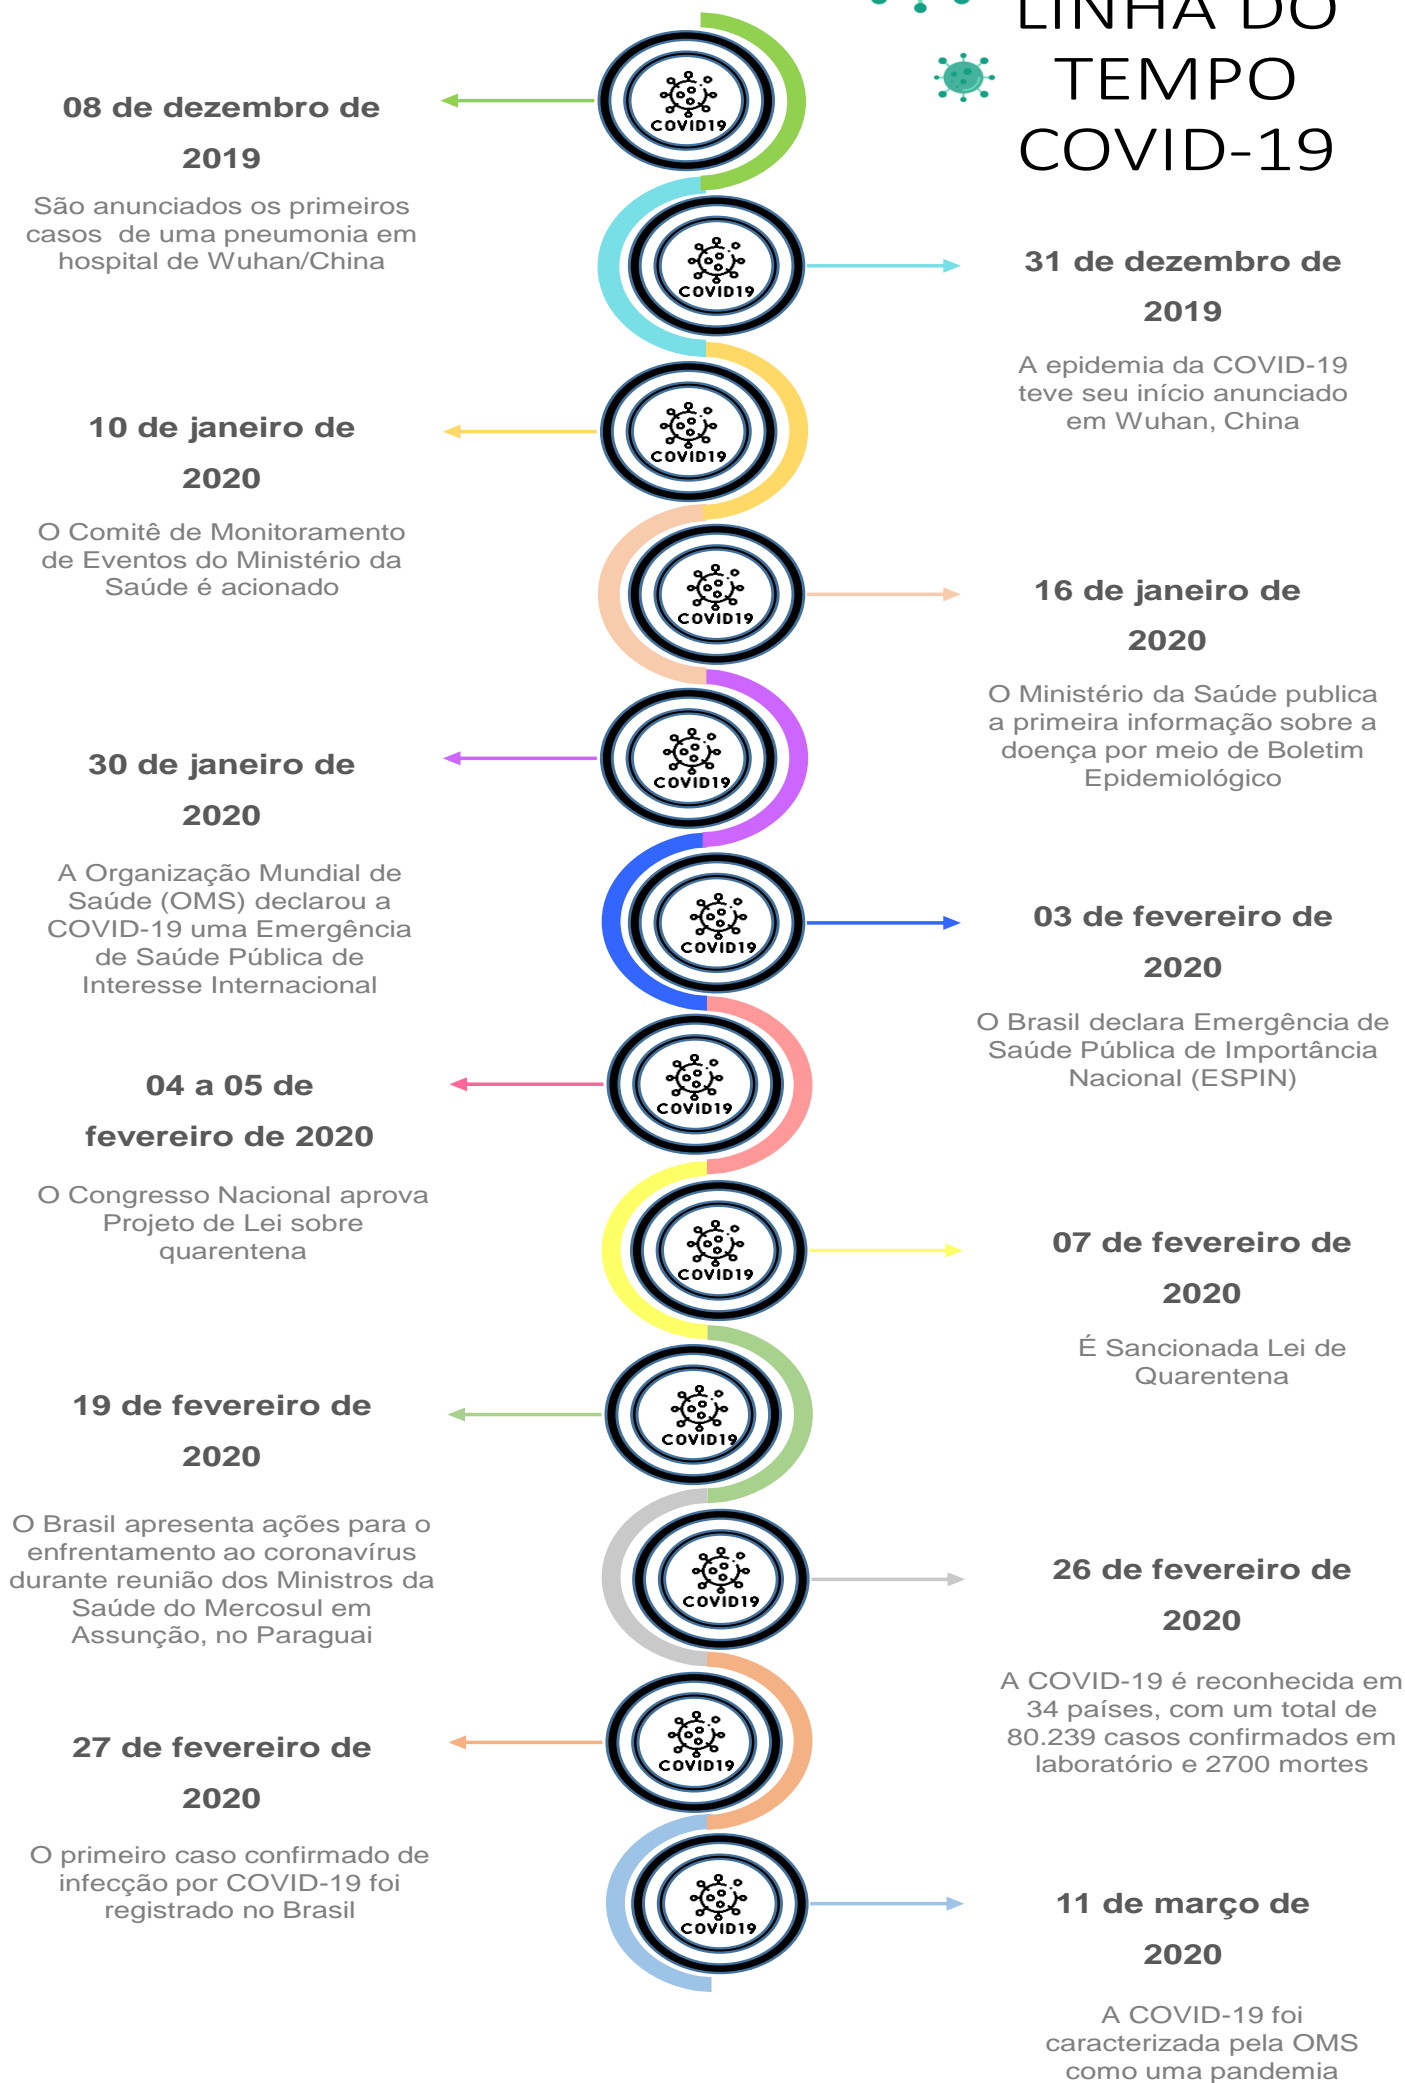 LINHA DO
TEMPO
COVID-19
08 de dezembro de
2019
São anunciados os primeiros
casos de uma pneumonia em
hospital de Wuhan/China
COVID19
COVID19
31 de dezembro de
2019
A epidemia da COVID-19
teve seu início anunciado
em Wuhan, China
10 de janeiro de
2020
O Comitê de Monitoramento
de Eventos do Ministério da
Saúde é acionado
COVID19
COVID19
16 de janeiro de
2020
O Ministério da Saúde publica
a primeira informação sobre a
doença por meio de Boletim
Epidemiológico
30 de janeiro de
2020
A Organização Mundial de
Saúde (OMS) declarou a
COVID-19 uma Emergência
de Saúde Pública de
Interesse Internacional
COVID19
COVID19
03 de fevereiro de
2020
O Brasil declara Emergência de
Saúde Pública de Importância
Nacional (ESPIN)
04 a 05 de
fevereiro de 2020
O Congresso Nacional aprova
Projeto de Lei sobre
quarentena
COVID19
COVID19
07 de fevereiro de
2020
É Sancionada Lei de
Quarentena
19 de fevereiro de
2020
O Brasil apresenta ações para o
enfrentamento ao coronavírus
durante reunião dos Ministros da
Saúde do Mercosul em
Assunção, no Paraguai
COVID19
COVID19
26 de fevereiro de
2020
A COVID-19 é reconhecida em
34 países, com um total de
80.239 casos confirmados em
laboratório e 2700 mortes
27 de fevereiro de
2020
O primeiro caso confirmado de
infecção por COVID-19 foi
registrado no Brasil
COVID19
COVID19
11 de março de
2020
A COVID-19 foi
caracterizada pela OMS
como uma pandemia